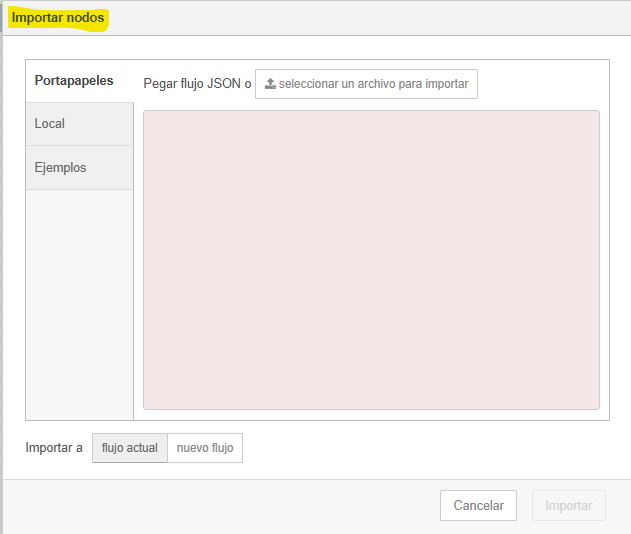 Importar nodos
Portapapeles
Pegar flujo JSON o seleccionar un archivo para importar
Local
Ejemplos
Importar a flujo actual nuevo flujo
Cancelar Importar